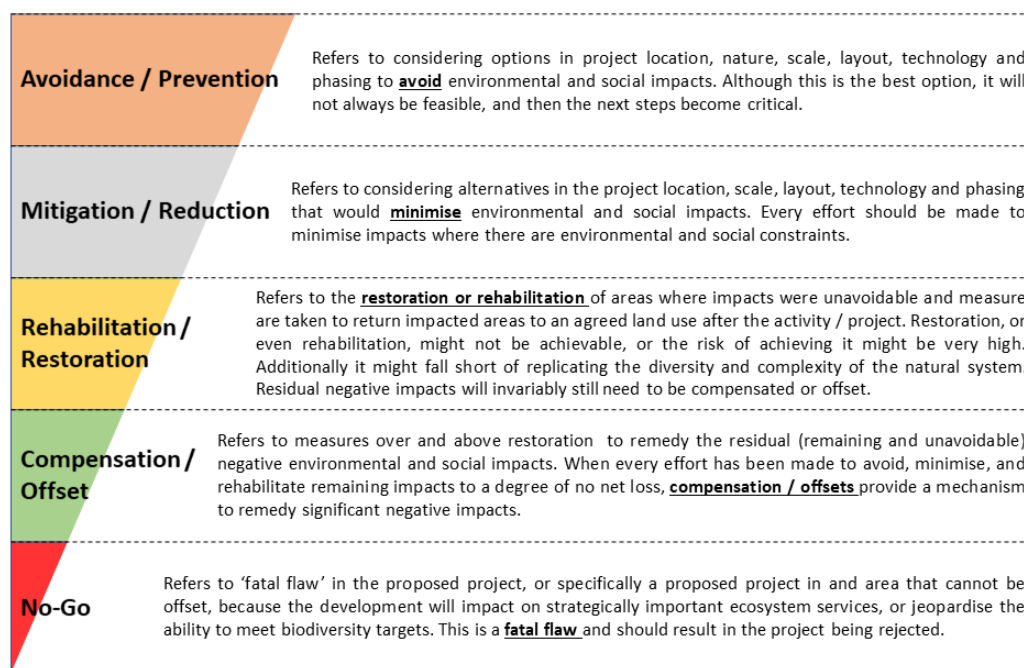 Avoidance / Prevention
Refers to considering options in project location, nature, scale, layout, technology and
phasing to avoid environmental and social impacts. Although this is the best option, it will
not always be feasible, and then the next steps become critical.
Mitigation / Reduction
Refers to considering alternatives in the project location, scale, layout, technology and phasing
that would minimise environmental and social impacts. Every effort should be made to
minimise impacts where there are environmental and social constraints.
Rehabilitation /
Restoration
Refers to the restoration or rehabilitation of areas where impacts were unavoidable and measure
are taken to return impacted areas to an agreed land use after the activity / project. Restoration, or
even rehabilitation, might not be achievable, or the risk of achieving it might be very high.
Additionally it might fall short of replicating the diversity and complexity of the natural system.
Residual negative impacts will invariably still need to be compensated or offset.
Compensation /
Offset
Refers to measures over and above restoration to remedy the residual (remaining and unavoidable)
negative environmental and social impacts. When every effort has been made to avoid, minimise, and
rehabilitate remaining impacts to a degree of no net loss, compensation / offsets provide a mechanism
to remedy significant negative impacts.
No-Go
Refers to ‘fatal flaw’ in the proposed project, or specifically a proposed project in and area that cannot be
offset, because the development will impact on strategically important ecosystem services, or jeopardise the
ability to meet biodiversity targets. This is a fatal flaw and should result in the project being rejected.